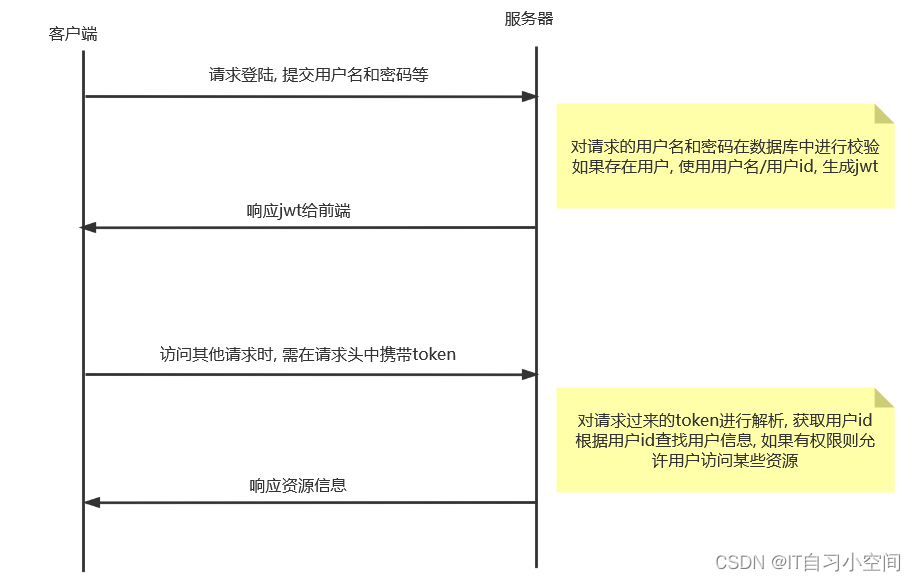 客户端
服务器
请求登陆, 提交用户名和密码等
对请求的用户名和密码在数据库中进行校验
如果存在用户, 使用用户名/用户id, 生成jwt
响应jwt给前端
访问其他请求时, 需在请求头中携带token
对请求过来的token进行解析, 获取用户id
根据用户id查找用户信息, 如果有权限则允
许用户访问某些资源
响应资源信息
CSDN @IT自习小空间